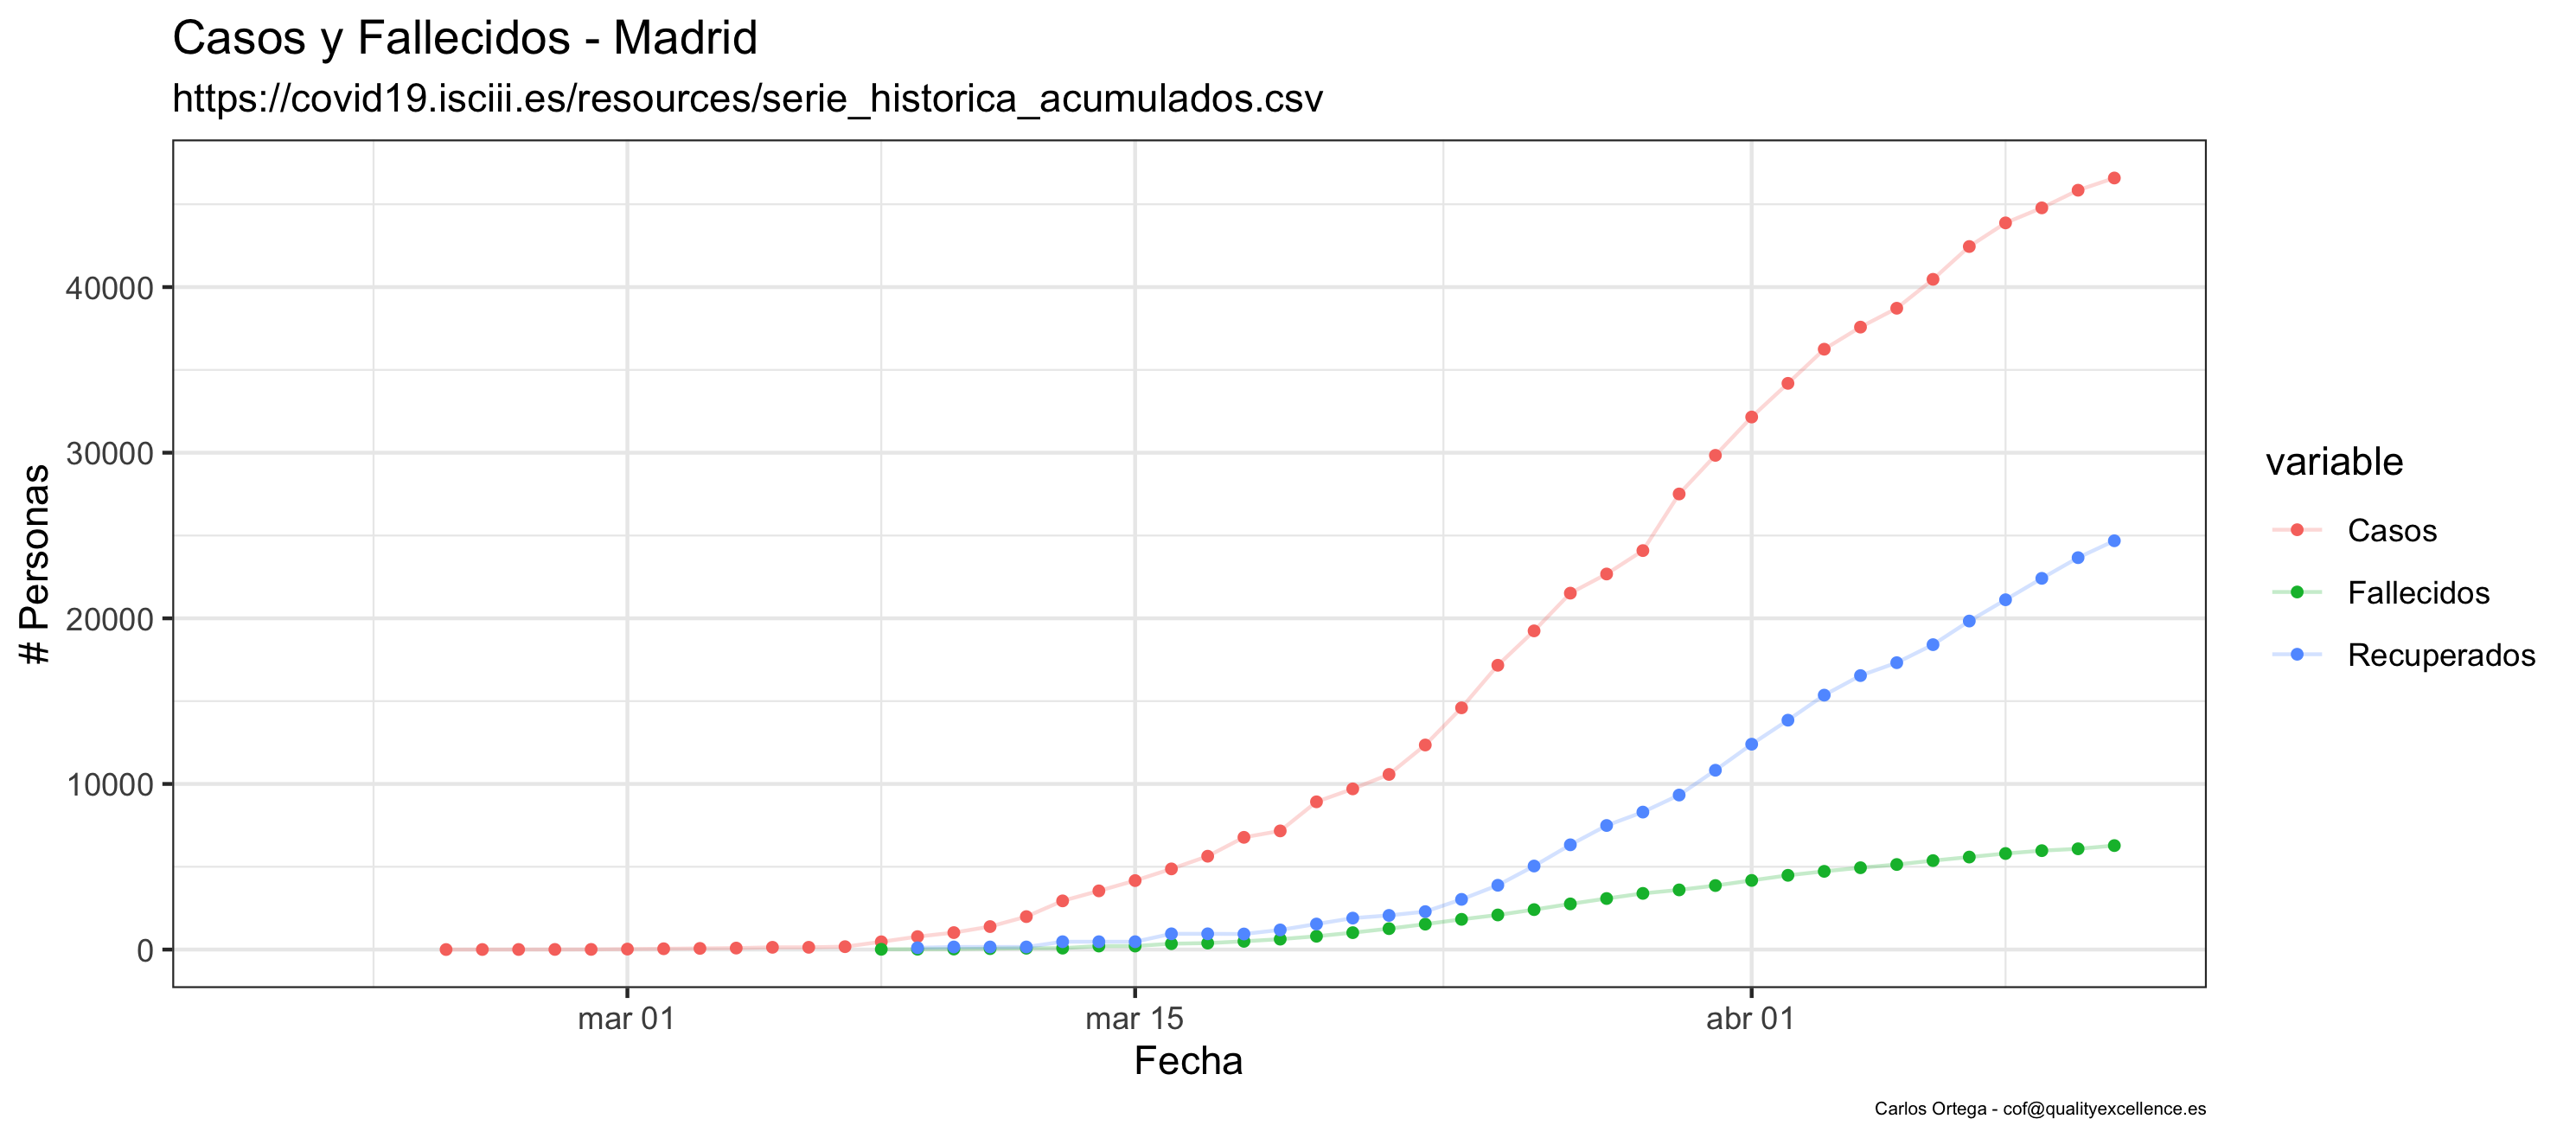 Casos y Fallecidos - Madrid
https://covid19.isciii.es/resources/serie_historica_acumulados.csv
# Personas
40000
30000
20000
10000
0
mar 01
mar 15
abr 01
Fecha
variable
Casos
Fallecidos
Recuperados
Carlos Ortega - cof@qualityexcellence.es